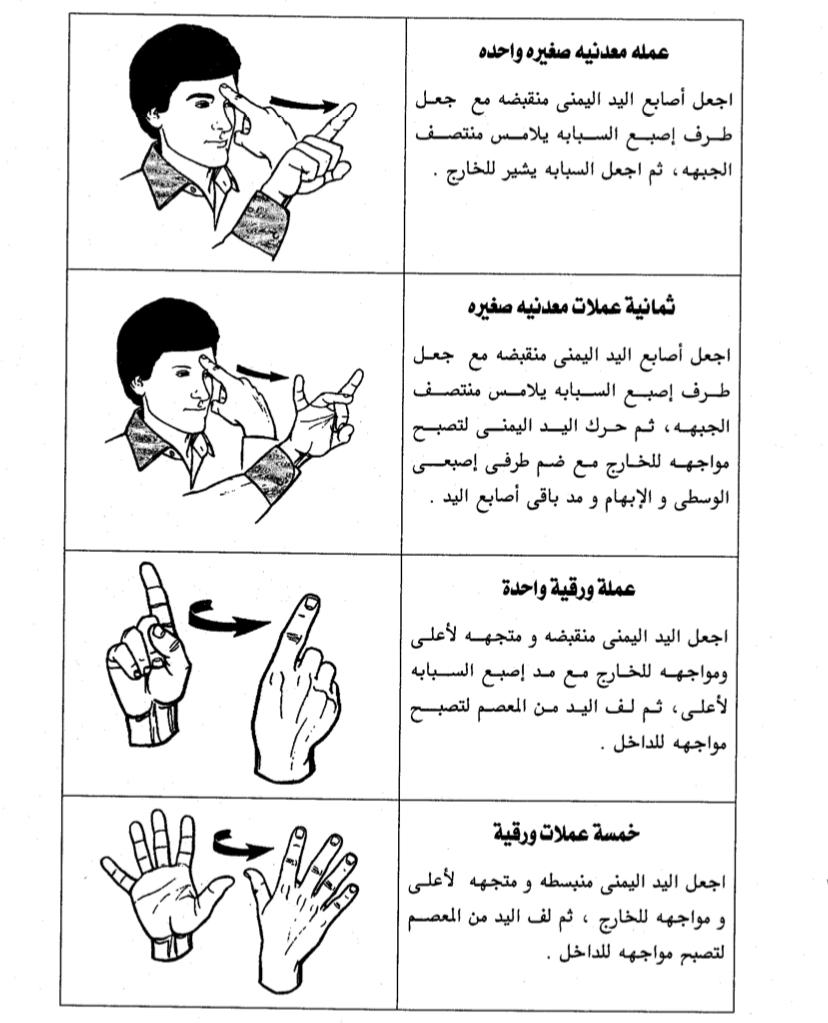 عمله معدنيه صغيره واحده
اجعل أصابع اليد اليمنى منقبضه مع جعل
طرف إصبع السبابه يلامس منتصف
الجبهه، ثم اجعل السبابه يشير للخارج .
ثمانية عملات معدنيه صغيره
اجعل أصابع اليد اليمنى منقبضه مع جعل
طرف إصبع السبابه يلامس منتصف
الجبهه، ثم حرك اليد اليمنى لتصبح
مواجهه للخارج مع ضم طرفى إصبعى
الوسطى و الإبهام و مد باقى أصابع اليد .
عملة ورقية واحدة
اجعل اليد اليمنى منقبضه و متجهه لأعلى
ومواجهه للخارج مع مد إصبع السبابه
لأعلى، ثم لف اليد من المعصم لتصبح
مواجهه للداخل .
خمسة عملات ورقية
اجعل اليد اليمنى منبسطه و متجهه لأعلى
و مواجهه للخارج ، ثم لف اليد من المعصم
لتصبح مواجهه للداخل .